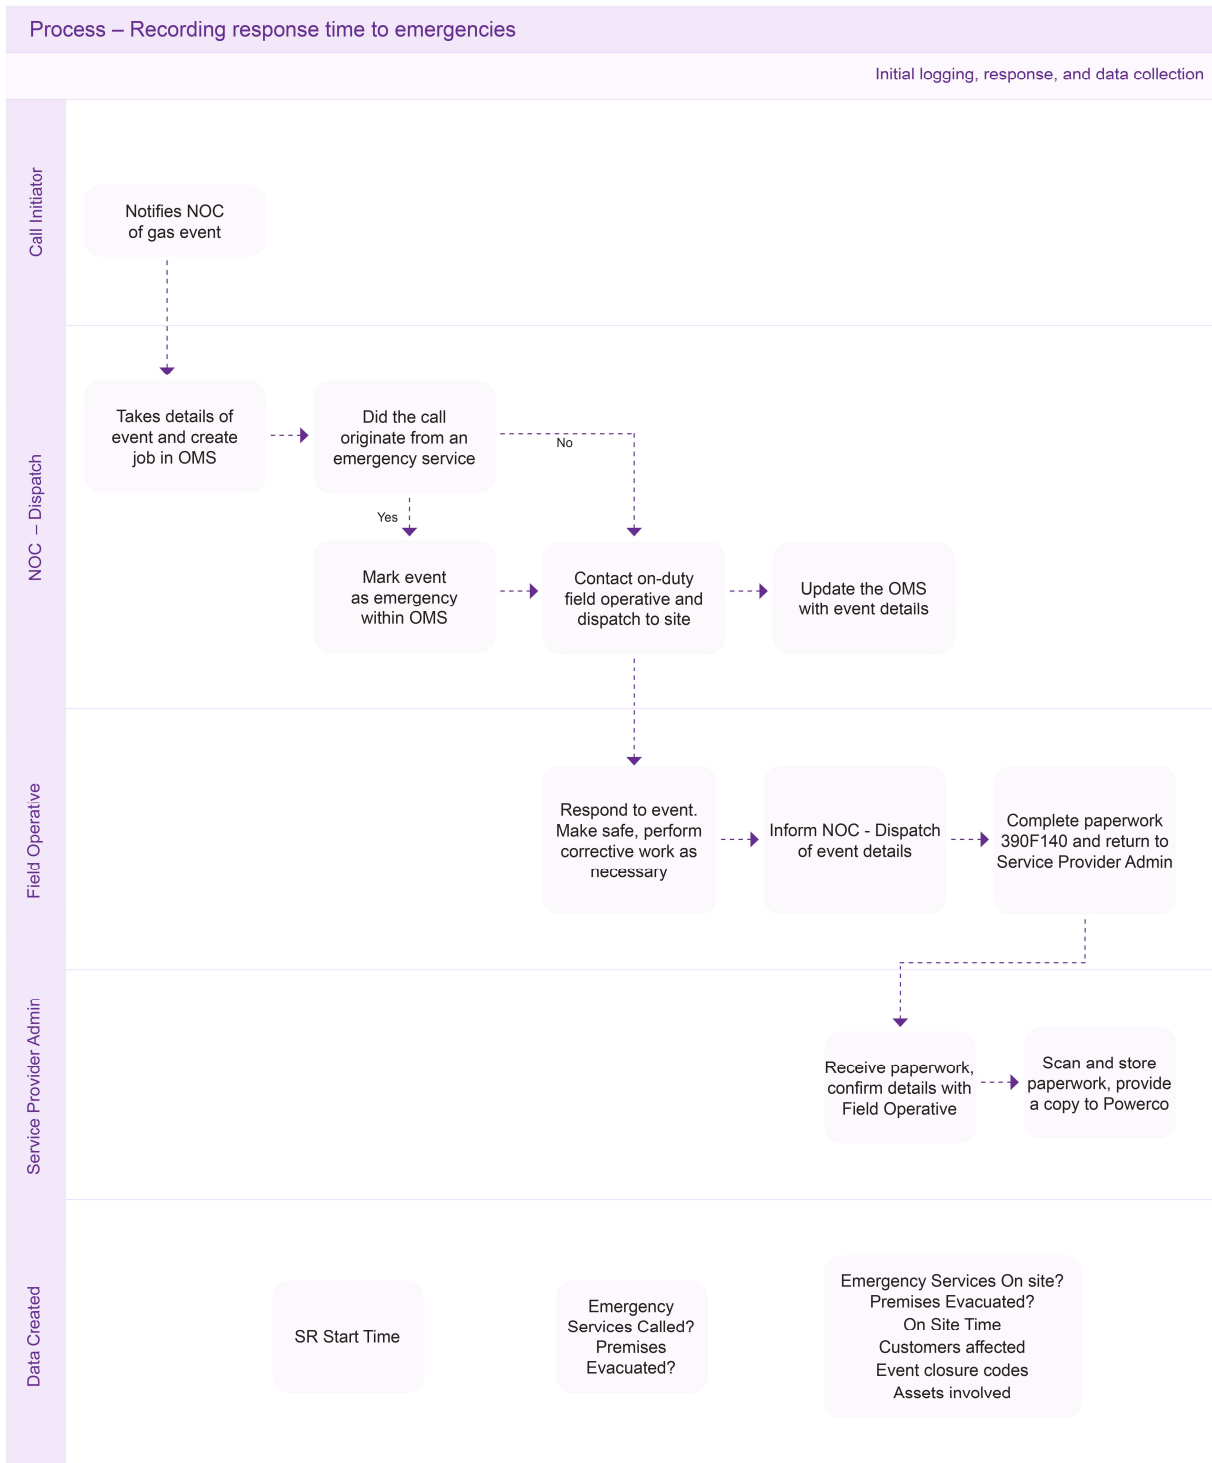 Process – Recording response time to emergencies
Initial logging, response, and data collection
Call Initiator
Notifies NOC
of gas event
NOC – Dispatch
Takes details of
event and create
job in OMS
Did the call
originate from an
emergency service
No
Yes
Mark event
as emergency
within OMS
Contact on-duty
field operative and
dispatch to site
Update the OMS
with event details
Field Operative
Respond to event.
Make safe, perform
corrective work as
necessary
Inform NOC - Dispatch
of event details
Complete paperwork
390F140 and return to
Service Provider Admin
Service Provider Admin
Receive paperwork,
confirm details with
Field Operative
Scan and store
paperwork, provide
a copy to Powerco
Data Created
SR Start Time
Emergency
Services Called?
Premises
Evacuated?
Emergency Services On site?
Premises Evacuated?
On Site Time
Customers affected
Event closure codes
Assets involved